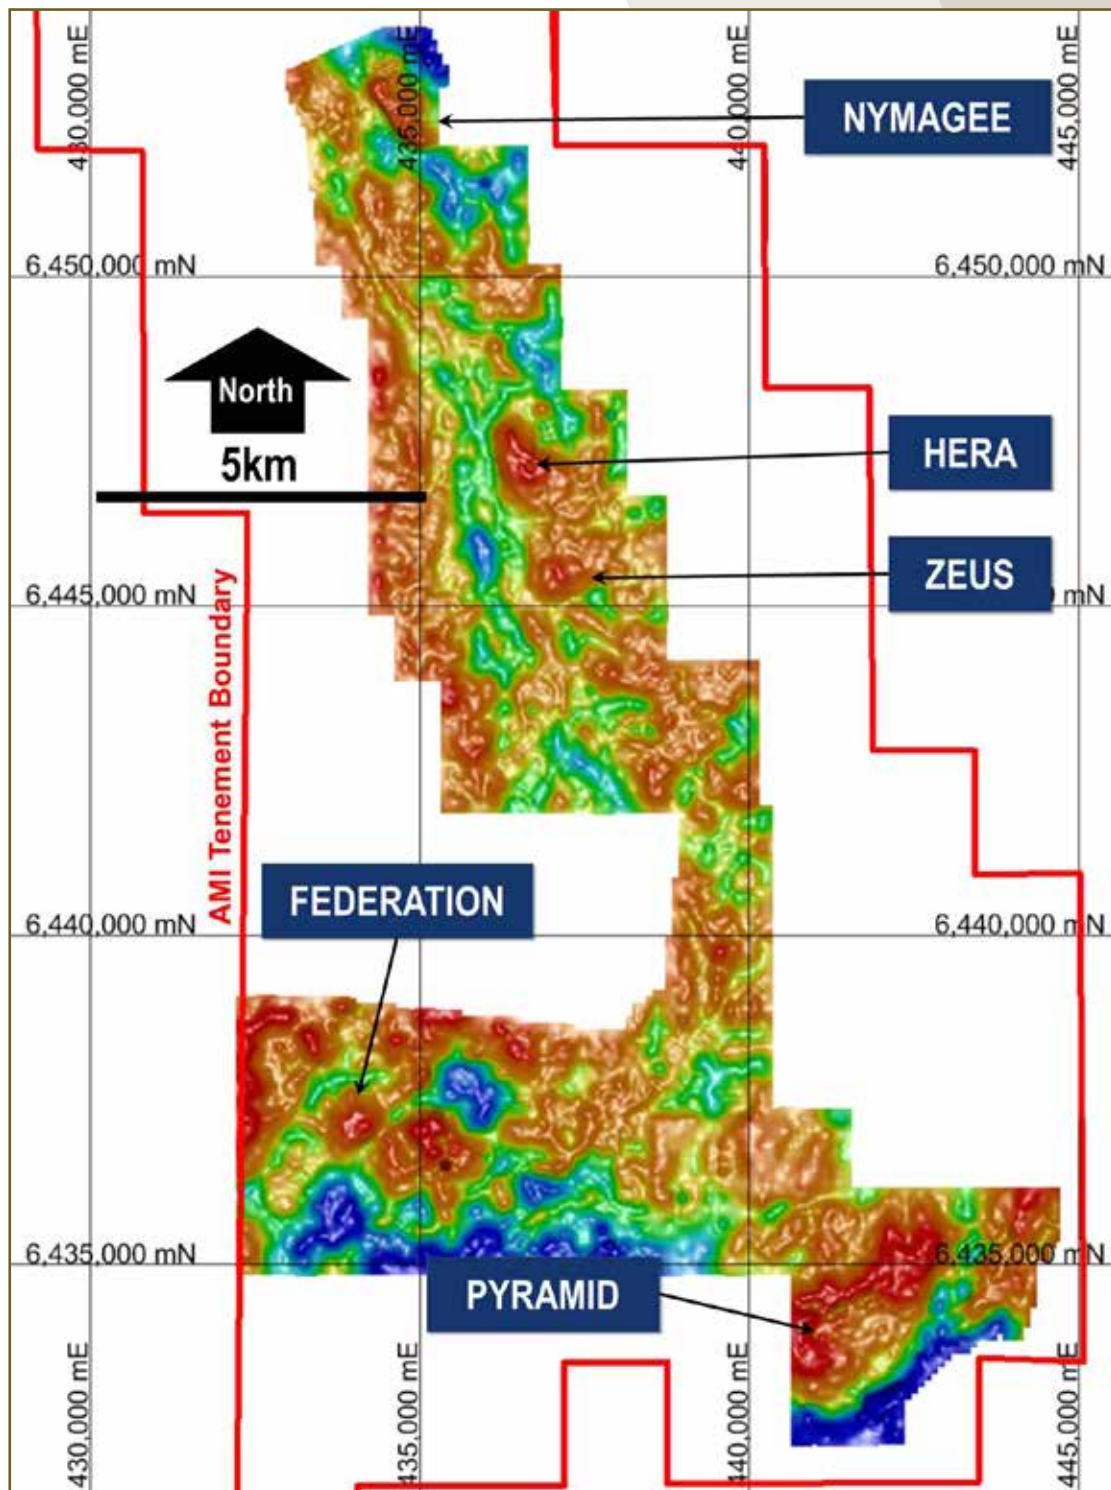 430,000 mE
435,000 mE
440,000 mE
445,000 mE
NYMAGEE
6,450,000 mN
6,450,000 mN
North
5km
HERA
ZEUS
6,445,000 mN
AMI Tenement Boundary
FEDERATION
6,440,000 mN
6,440,000 mN
6,435,000 mN
6,435,000 mN
PYRAMID
430,000 mE
435,000 mE
440,000 mE
445,000 mE